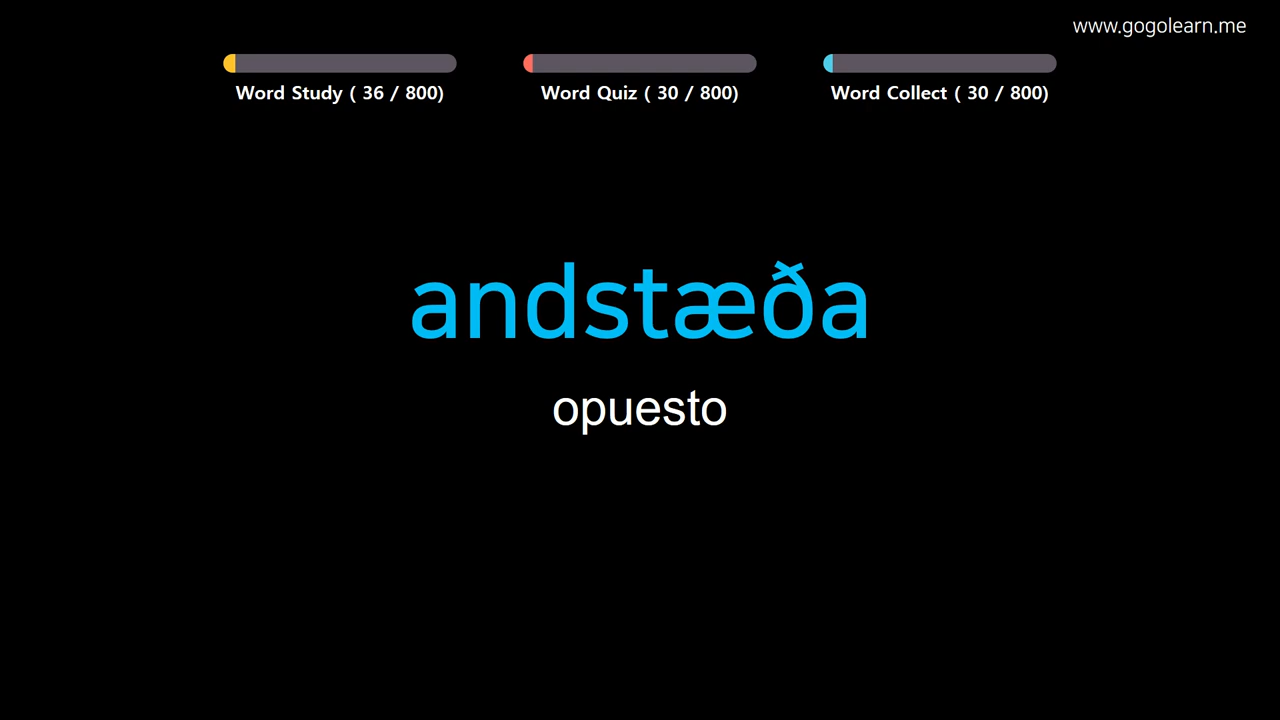 www.gogolearn.me
Word Study ( 36 / 800)
Word Quiz ( 30 / 800)
Word Collect ( 30 / 800)
andstæða
opuesto